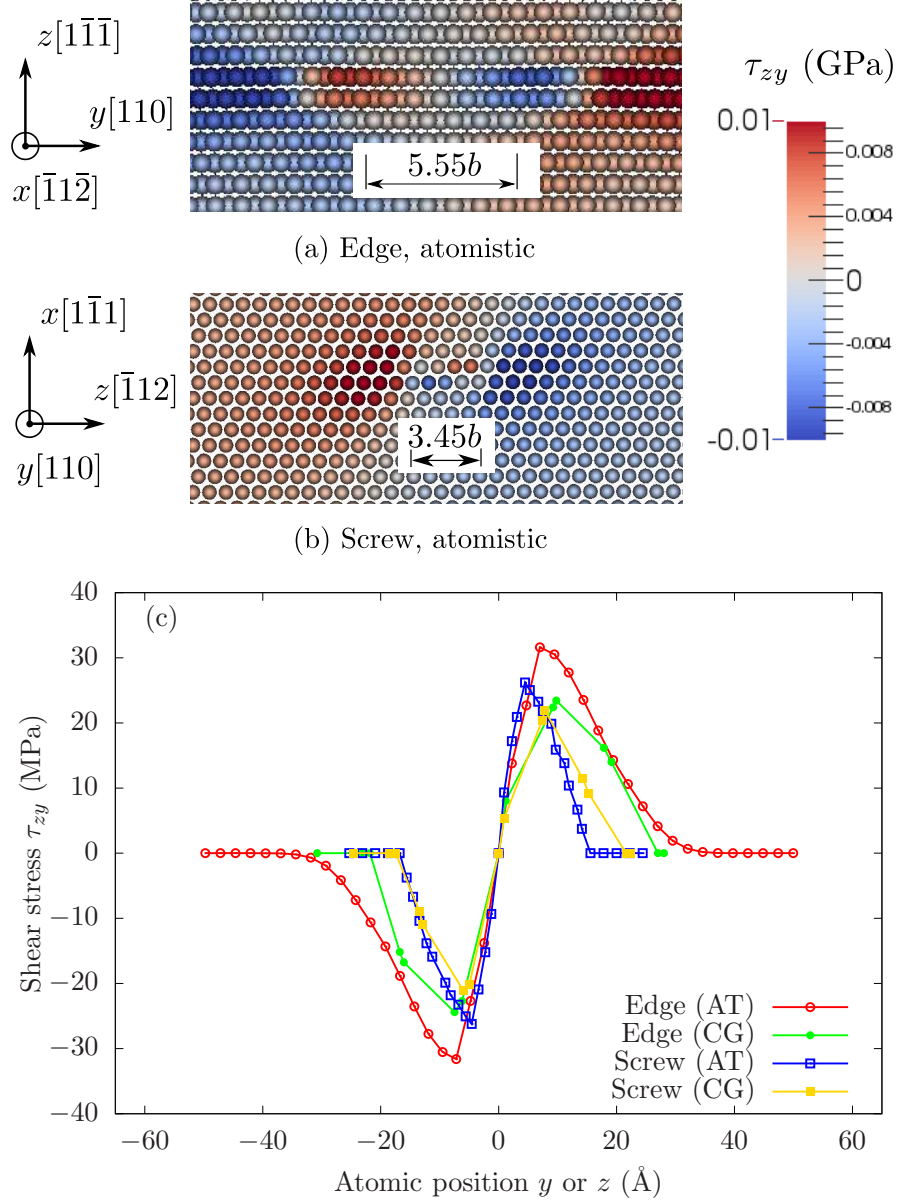 z[11̄1̄]
y[110]
x[1̄12̄]
5.55b
(a) Edge, atomistic
τzy (GPa)
0.01
0.008
0.004
0
-0.004
-0.008
-0.01
x[11̄1]
z[1̄12]
y[110]
3.45b
(b) Screw, atomistic
(c)
40
30
20
10
0
−10
−20
−30
−40
Shear stress τzy (MPa)
Edge (AT)
Edge (CG)
Screw (AT)
Screw (CG)
−60 −40 −20 0 20 40 60
Atomic position y or z (Å)